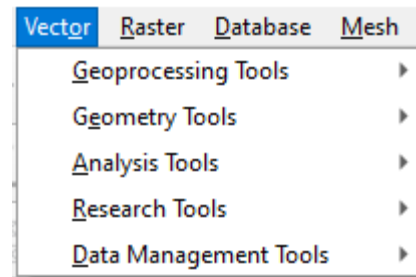 Vector Raster Database Mesh
Geoprocessing Tools
Geometry Tools
Analysis Tools
Research Tools
Data Management Tools